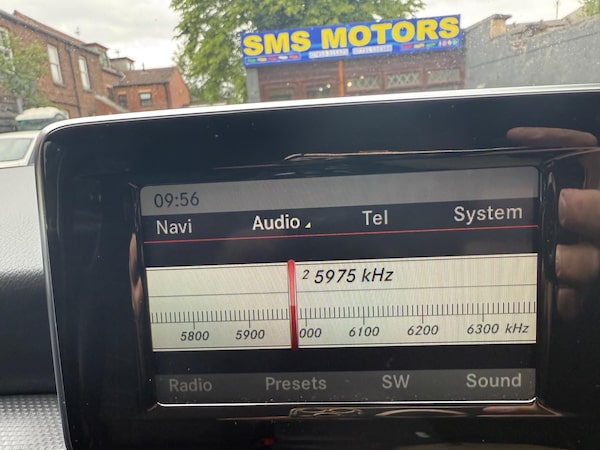 SMS MOTORS
09:56
Navi Audio Tel System
2 5975 kHz
5800 5900 000 6100 6200 6300 kHz
Radio Presets SW Sound